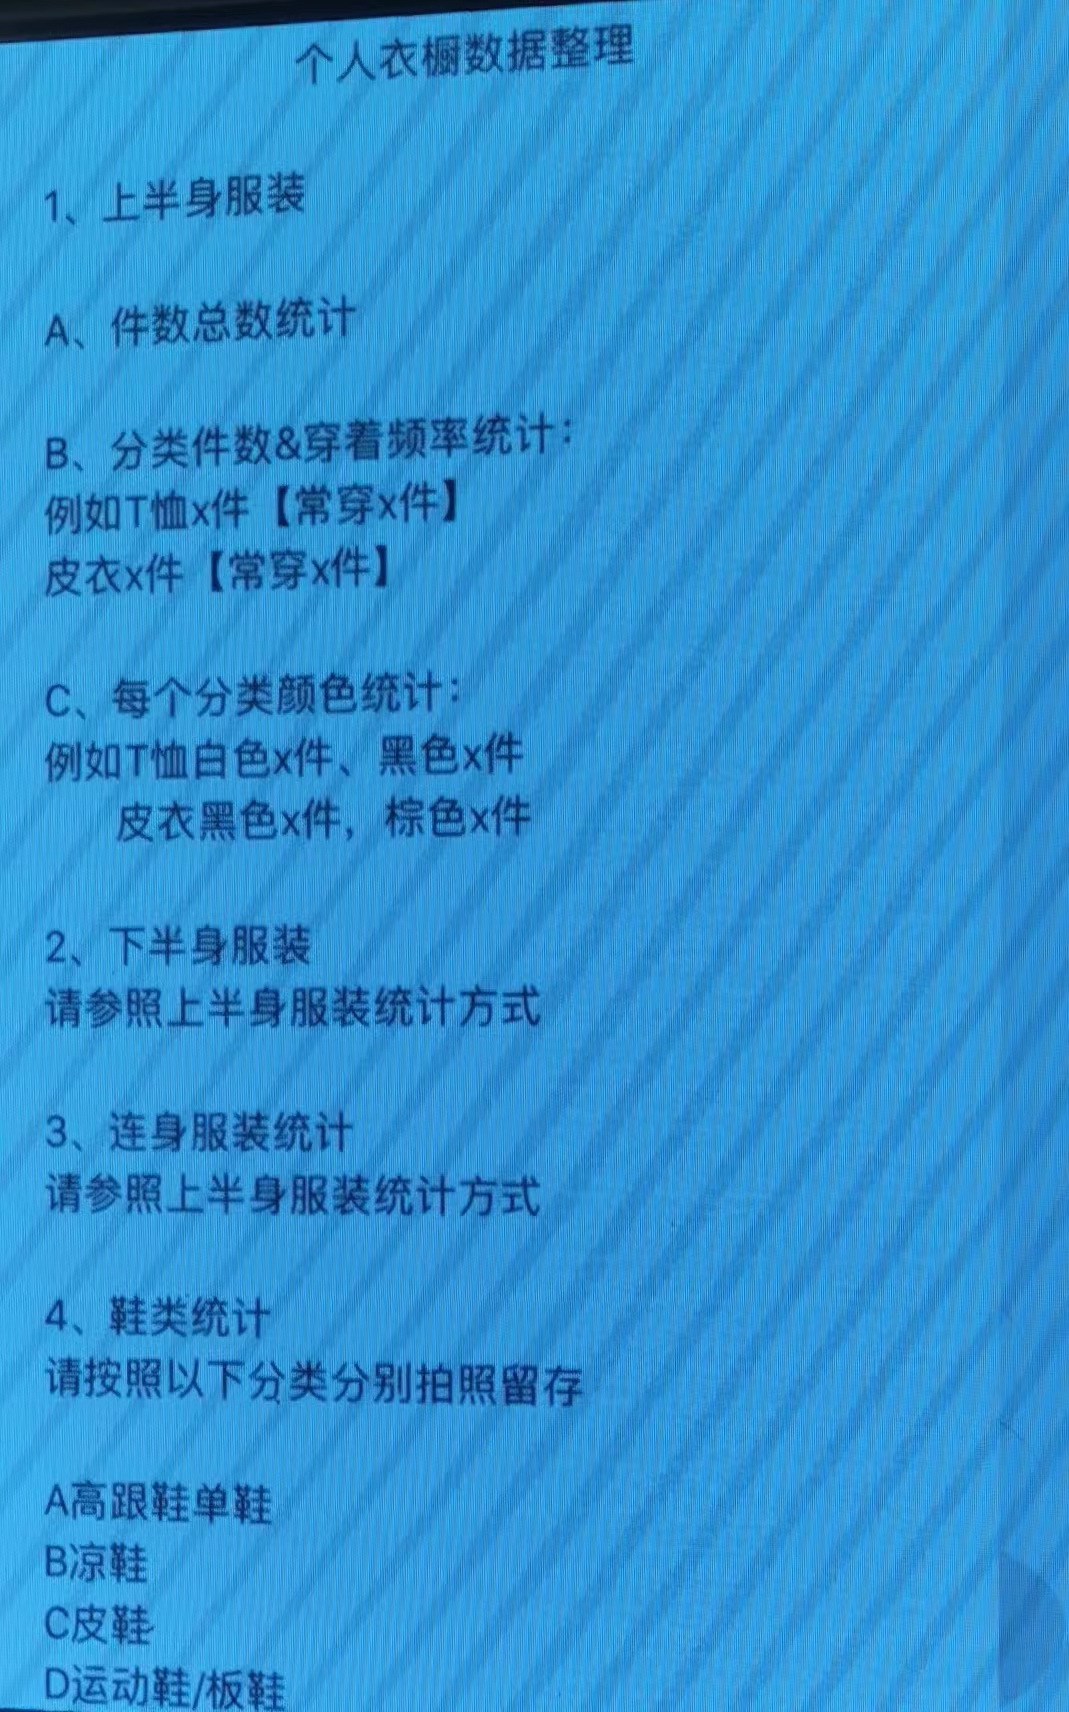 个人衣橱数据整理
1、上半身服装
A、件数总数统计
B、分类件数&穿着频率统计：
例如T恤x件【常穿x件】
皮衣x件【常穿x件】
C、每个分类颜色统计：
例如T恤白色x件、黑色x件
皮衣黑色x件，棕色x件
2、下半身服装
请参照上半身服装统计方式
3、连身服装统计
请参照上半身服装统计方式
4、鞋类统计
请按照以下分类分别拍照留存
A高跟鞋单鞋
B凉鞋
C皮鞋
D运动鞋/板鞋